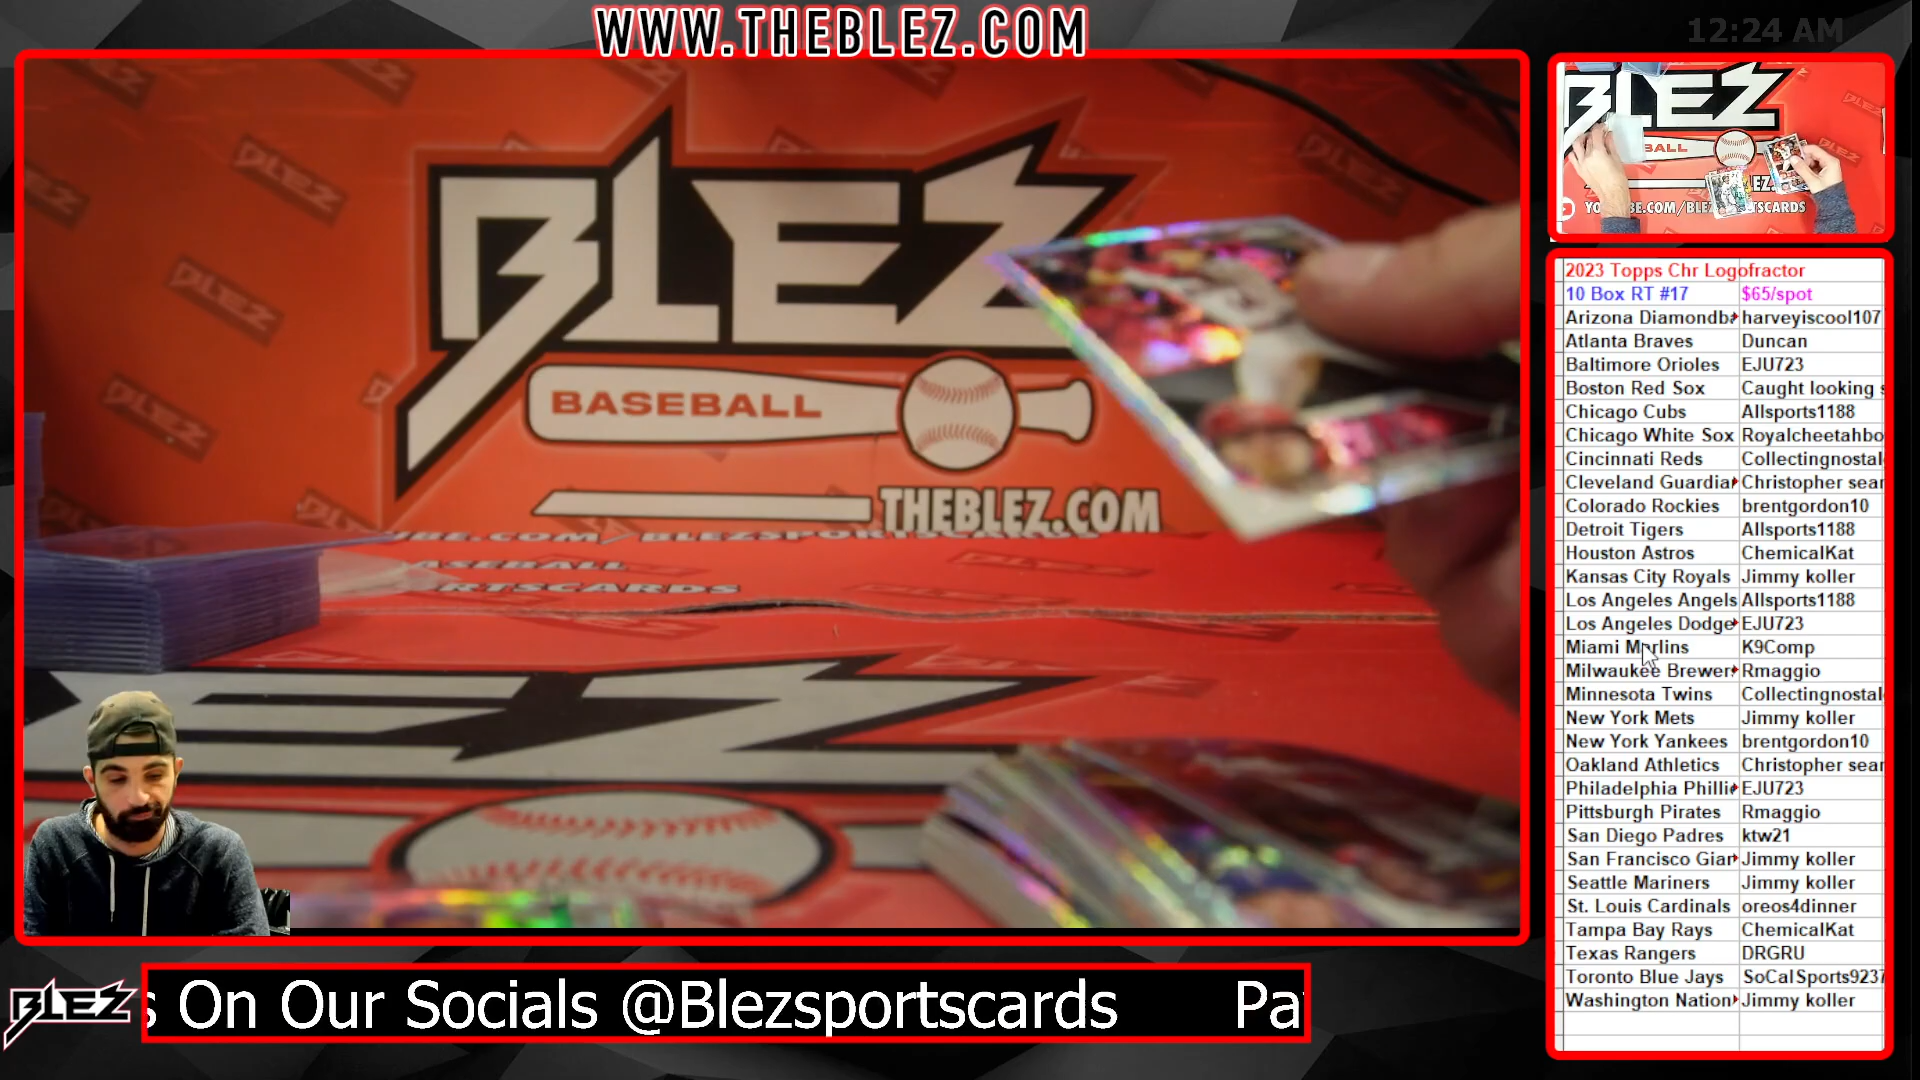 WWW.THEBLEZ.COM
12:24 AM
BLEZ
BASEBALL
THEBLEZ.COM
BLEZ
BALL
2023 Topps Chr Logofractor
10 Box RT #17 $65/spot
Arizona Diamondba harveyiscool107
Atlanta Braves Duncan
Baltimore Orioles EJU723
Boston Red Sox Caught looking s
Chicago Cubs Allsports1188
Chicago White Sox Royalcheetahbo
Cincinnati Reds Collectingnostal
Cleveland Guardia Christopher sear
Colorado Rockies brentgordon10
Detroit Tigers Allsports1188
Houston Astros ChemicalKat
Kansas City Royals Jimmy koller
Los Angeles Angels Allsports1188
Los Angeles Dodge EJU723
Miami Marlins K9Comp
Milwaukee Brewer Rmaggio
Minnesota Twins Collectingnostal
New York Mets Jimmy koller
New York Yankees brentgordon10
Oakland Athletics Christopher sear
Philadelphia Phillie EJU723
Pittsburgh Pirates Rmaggio
San Diego Padres ktw21
San Francisco Gian Jimmy koller
Seattle Mariners Jimmy koller
St. Louis Cardinals oreos4dinner
Tampa Bay Rays ChemicalKat
Texas Rangers DRGRU
Toronto Blue Jays SoCalSports9237
Washington Nation Jimmy koller
BLEZ
s On Our Socials @Blezsportscards Pa